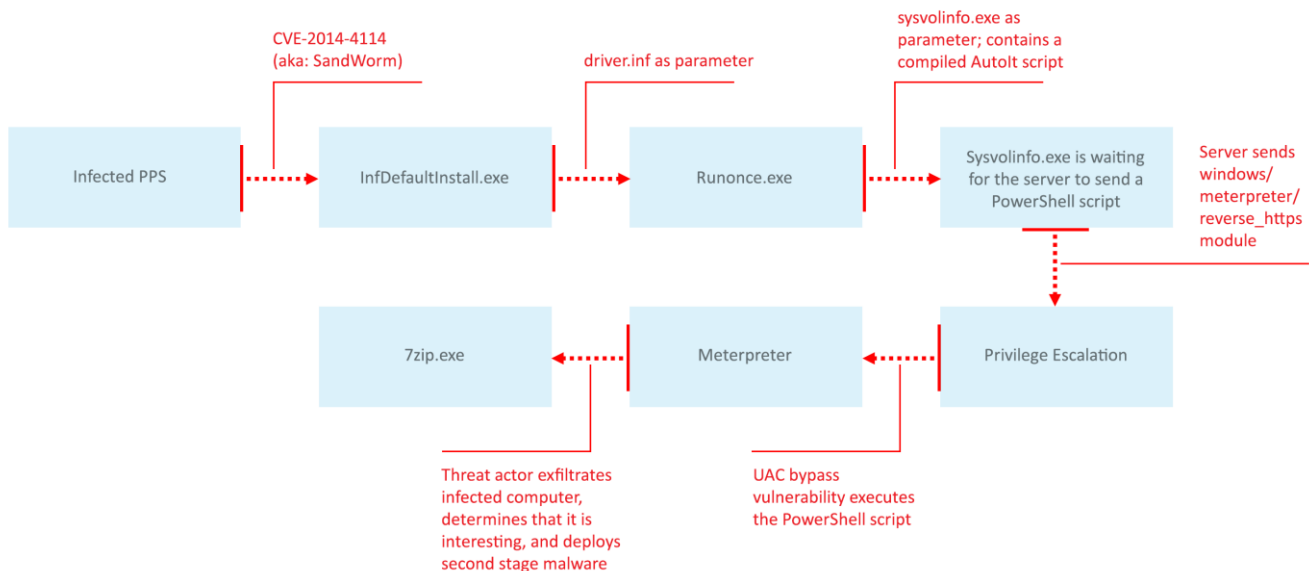 CVE-2014-4114
(aka: SandWorm)
driver.inf as parameter
sysvolinfo.exe as
parameter; contains a
compiled AutoIt script
Infected PPS
InfDefaultInstall.exe
Runonce.exe
Sysvolinfo.exe is waiting
for the server to send a
PowerShell script
Server sends
windows/
meterpreter/
reverse_https
module
7zip.exe
Meterpreter
Privilege Escalation
Threat actor exfiltrates
infected computer,
determines that it is
interesting, and deploys
second stage malware
UAC bypass
vulnerability executes
the PowerShell script